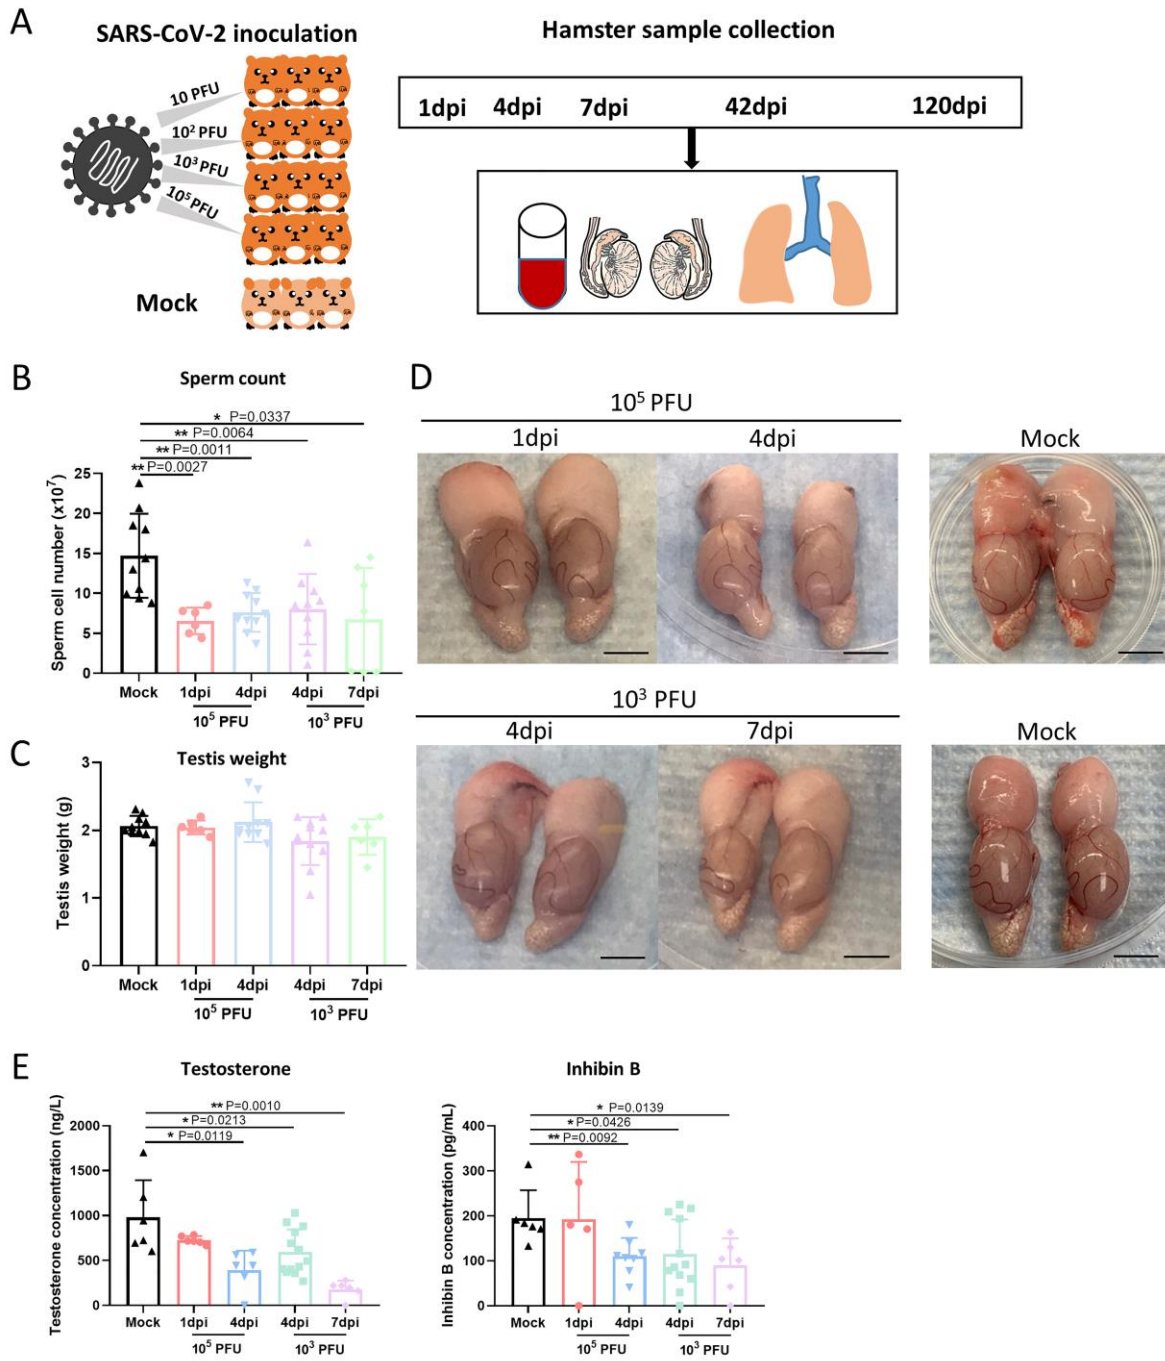 A
SARS-CoV-2 inoculation
10 PFU
10² PFU
10³ PFU
10⁵ PFU
Mock
Hamster sample collection
1dpi 4dpi 7dpi 42dpi 120dpi
B
Sperm count
* P=0.0337
** P=0.0064
** P=0.0011
** P=0.0027
Sperm cell number (x10⁷)
25
20
15
10
5
0
Mock 1dpi 4dpi 4dpi 7dpi
10⁵ PFU 10³ PFU
C
Testis weight
Testis weight (g)
3
2
1
0
Mock 1dpi 4dpi 4dpi 7dpi
10⁵ PFU 10³ PFU
D
10⁵ PFU
1dpi 4dpi Mock
10³ PFU
4dpi 7dpi Mock
E
Testosterone
** P=0.0010
* P=0.0213
* P=0.0119
Testosterone concentration (ng/L)
2000
1500
1000
500
0
Mock 1dpi 4dpi 4dpi 7dpi
10⁵ PFU 10³ PFU
Inhibin B
* P=0.0139
* P=0.0426
** P=0.0092
Inhibin B concentration (pg/mL)
400
300
200
100
0
Mock 1dpi 4dpi 4dpi 7dpi
10⁵ PFU 10³ PFU